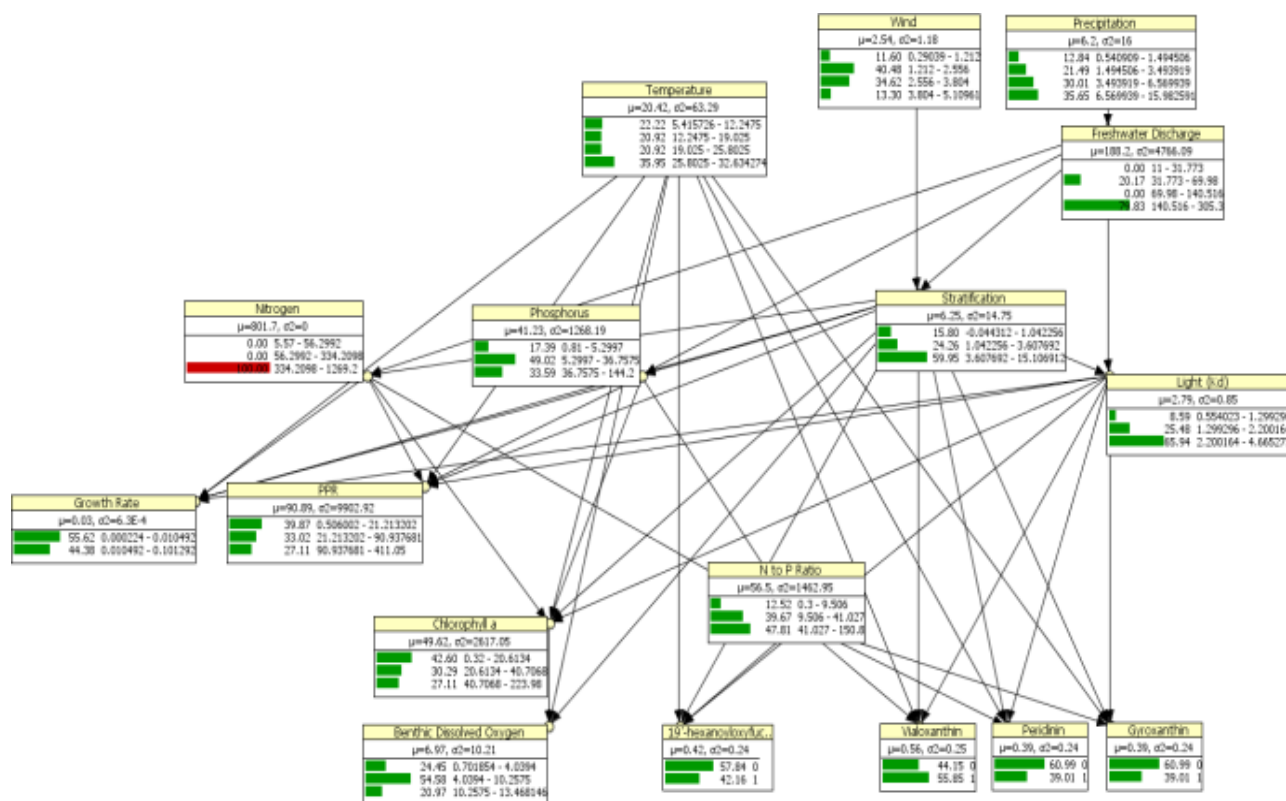 Wind
μ=2.54, σ2=1.18
11.60 0.29039 - 1.212
40.48 1.212 - 2.556
34.62 2.556 - 3.804
13.30 3.804 - 5.10961
Precipitation
μ=6.2, σ2=16
12.84 0.540909 - 1.494506
21.49 1.494506 - 3.493919
30.01 3.493919 - 6.569939
35.65 6.569939 - 15.982591
Temperature
μ=20.42, σ2=63.29
22.22 5.415726 - 12.2475
20.92 12.2475 - 19.025
20.92 19.025 - 25.8025
35.95 25.8025 - 32.634274
Freshwater Discharge
μ=188.2, σ2=4766.09
0.00 11 - 31.773
20.17 31.773 - 69.98
0.00 69.98 - 140.516
79.83 140.516 - 305.3
Nitrogen
μ=801.7, σ2=0
0.00 5.57 - 56.2992
0.00 56.2992 - 334.2098
100.00 334.2098 - 1269.2
Phosphorus
μ=41.23, σ2=1268.19
17.39 0.81 - 5.2997
49.02 5.2997 - 36.7575
33.59 36.7575 - 144.2
Stratification
μ=6.25, σ2=14.75
15.80 -0.044312 - 1.042256
24.26 1.042256 - 3.607692
59.95 3.607692 - 15.106912
Light (kd)
μ=2.79, σ2=0.85
8.59 0.554023 - 1.299296
25.48 1.299296 - 2.200164
65.94 2.200164 - 4.66527
Growth Rate
μ=0.03, σ2=6.3E-4
55.62 0.000224 - 0.010492
44.38 0.010492 - 0.101292
PPR
μ=90.89, σ2=9902.92
39.87 0.506002 - 21.213202
33.02 21.213202 - 90.937681
27.11 90.937681 - 411.05
N to P Ratio
μ=56.5, σ2=1462.95
12.52 0.3 - 9.506
39.67 9.506 - 41.027
47.81 41.027 - 150.8
Chlorophyll a
μ=49.62, σ2=2617.05
42.60 0.32 - 20.6134
30.29 20.6134 - 40.7068
27.11 40.7068 - 223.98
Benthic Dissolved Oxygen
μ=6.97, σ2=10.21
24.45 0.701854 - 4.0394
54.58 4.0394 - 10.2575
20.97 10.2575 - 13.468146
19'-hexanoyloxyfuc...
μ=0.42, σ2=0.24
57.84 0
42.16 1
Vialoxanthin
μ=0.56, σ2=0.25
44.15 0
55.85 1
Peridinin
μ=0.39, σ2=0.24
60.99 0
39.01 1
Gyroxanthin
μ=0.39, σ2=0.24
60.99 0
39.01 1